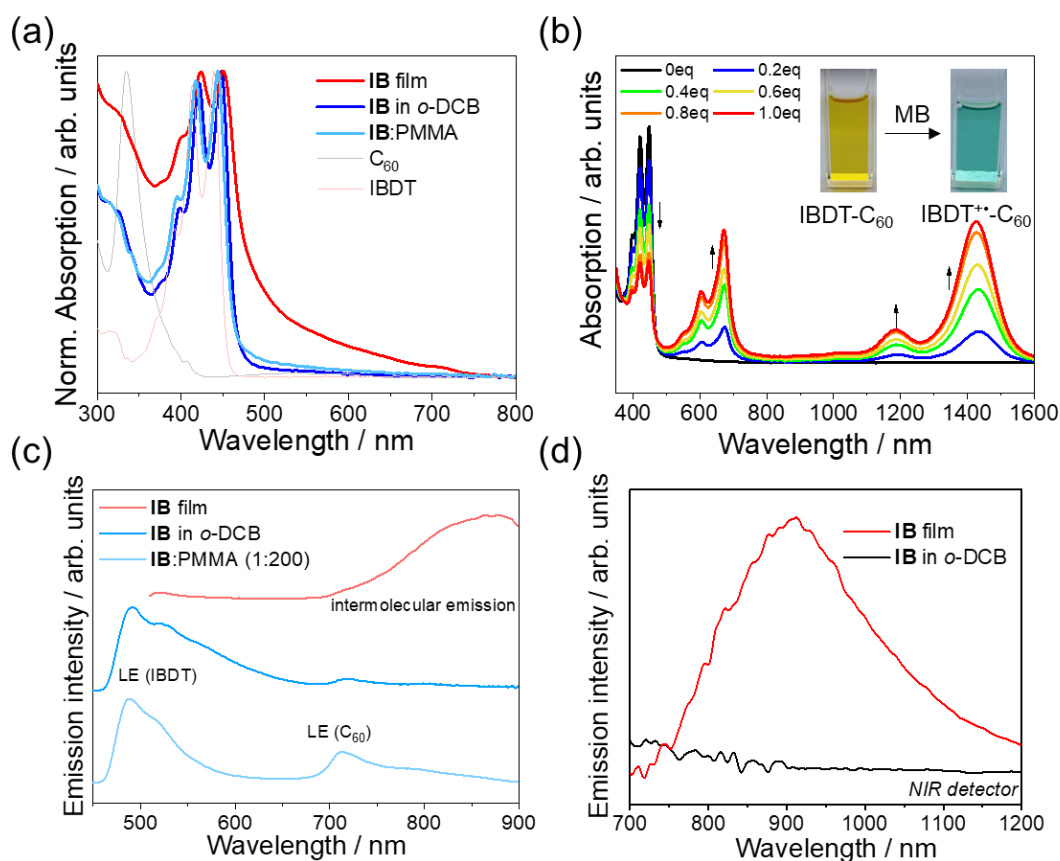 (a)
Norm. Absorption / arb. units
IB film
IB in o-DCB
IB:PMMA
C60
IBDT
300 400 500 600 700 800
Wavelength / nm
(b)
Absorption / arb. units
0eq 0.2eq
0.4eq 0.6eq
0.8eq 1.0eq
MB
IBDT-C60 IBDT+•-C60
400 600 800 1000 1200 1400 1600
Wavelength / nm
(c)
Emission intensity / arb. units
IB film
IB in o-DCB
IB:PMMA (1:200)
intermolecular emission
LE (IBDT)
LE (C60)
500 600 700 800 900
Wavelength / nm
(d)
Emission intensity / arb. units
IB film
IB in o-DCB
NIR detector
700 800 900 1000 1100 1200
Wavelength / nm